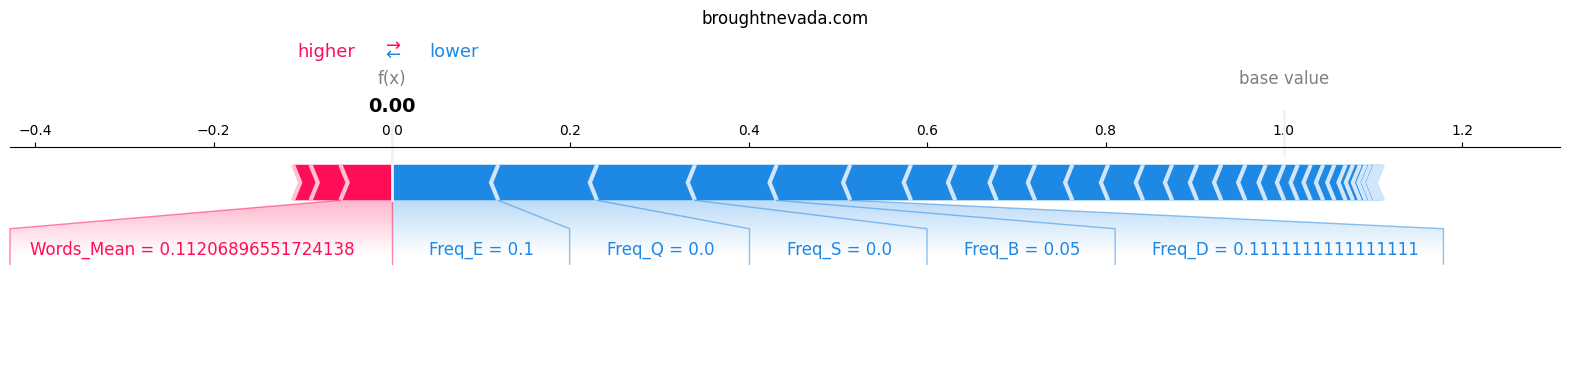 broughtnevada.com
higher ⇄ lower
f(x) base value
0.00
−0.4 −0.2 0.0 0.2 0.4 0.6 0.8 1.0 1.2
Words_Mean = 0.11206896551724138 Freq_E = 0.1 Freq_Q = 0.0 Freq_S = 0.0 Freq_B = 0.05 Freq_D = 0.1111111111111111